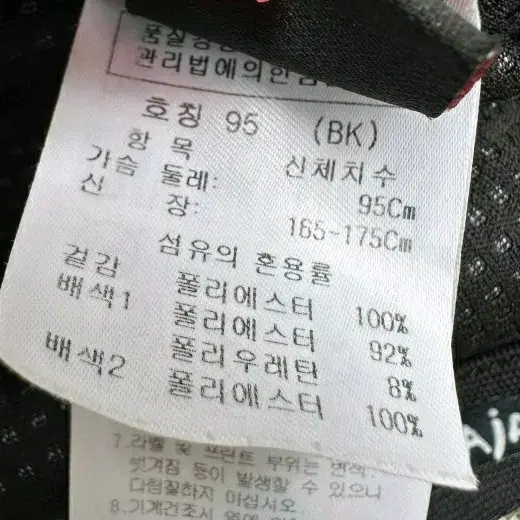 관리법에의한
호칭 95 (BK)
항 목 신체치수
가슴 둘레: 95Cm
신 장: 165-175Cm
섬유의 혼용률
겉감 폴리에스터 100%
배색1 폴리에스터 92%
폴리우레탄 8%
배색2 폴리에스터 100%
7.라벨 및 프린트 부위는 변색,
벗겨짐 등이 발생할 수 있으니
다림질하지 마십시오.
8.기계건조시